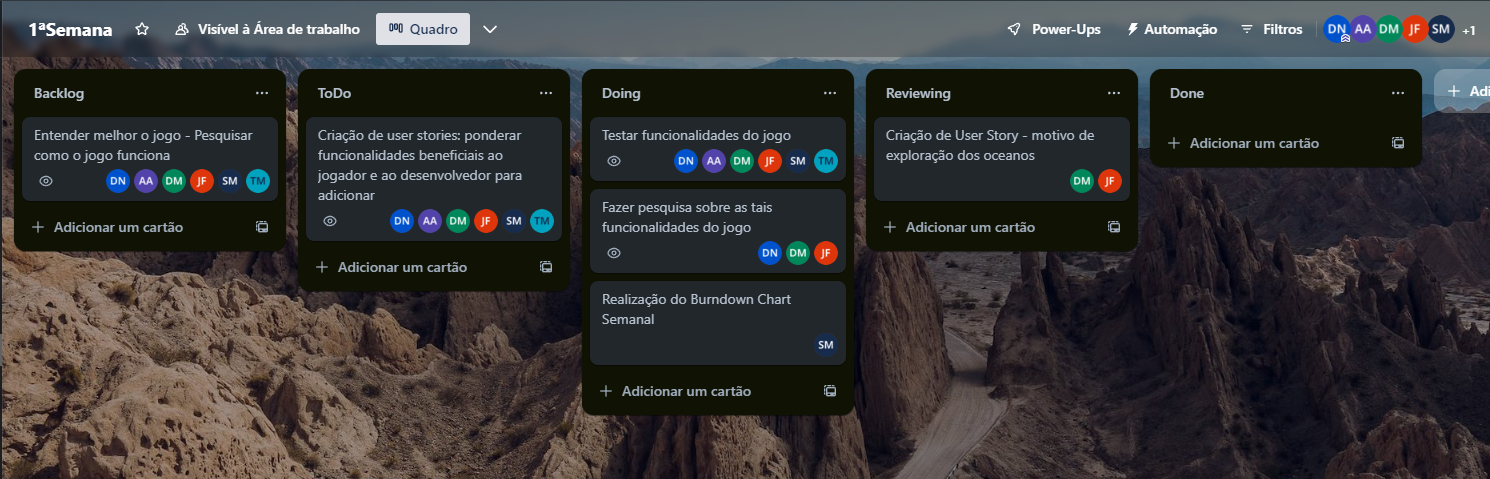 1ªSemana
Visível à Área de trabalho
Quadro
Power-Ups
Automação
Filtros
DN AA DM JF SM +1
Backlog
Entender melhor o jogo - Pesquisar
como o jogo funciona
DN AA DM JF SM TM
Adicionar um cartão
ToDo
Criação de user stories: ponderar
funcionalidades beneficiais ao
jogador e ao desenvolvedor para
adicionar
DN AA DM JF SM TM
Adicionar um cartão
Doing
Testar funcionalidades do jogo
DN AA DM JF SM TM
Fazer pesquisa sobre as tais
funcionalidades do jogo
DN DM JF
Realização do Burndown Chart
Semanal
SM
Adicionar um cartão
Reviewing
Criação de User Story - motivo de
exploração dos oceanos
DM JF
Adicionar um cartão
Done
Adicionar um cartão
Adi